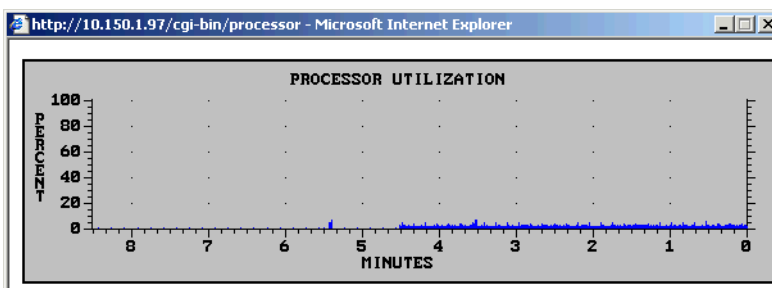 http://10.150.1.97/cgi-bin/processor - Microsoft Internet Explorer
PROCESSOR UTILIZATION
PERCENT
100
80
60
40
20
0
8 7 6 5 4 3 2 1 0
MINUTES